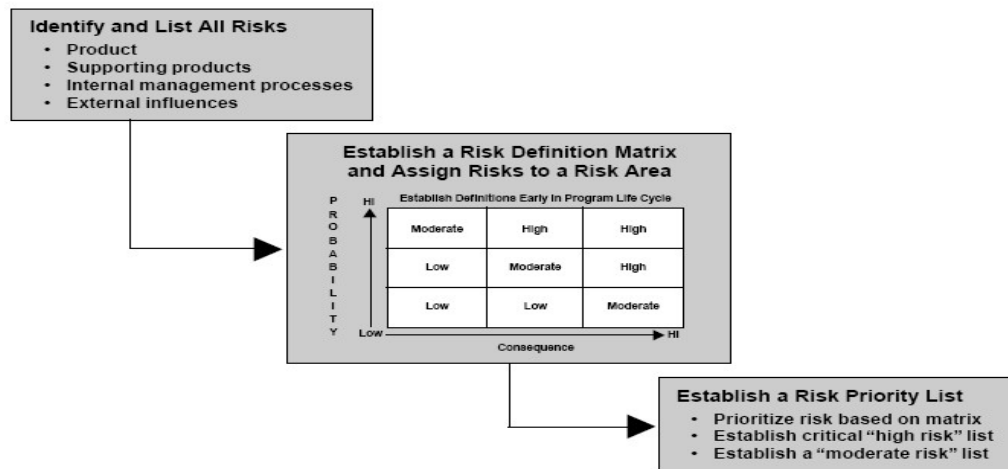 Identify and List All Risks
• Product
• Supporting products
• Internal management processes
• External influences
Establish a Risk Definition Matrix
and Assign Risks to a Risk Area
Establish Definitions Early In Program Life Cycle
PROBABILITY
HI
Moderate High High
Low Moderate High
Low Low Moderate
Low
HI
Consequence
Establish a Risk Priority List
• Prioritize risk based on matrix
• Establish critical “high risk” list
• Establish a “moderate risk” list